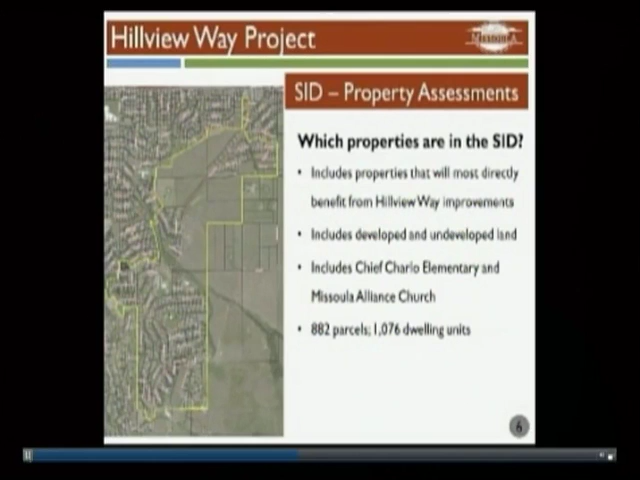 Hillview Way Project
MISSOULA
SID – Property Assessments
Which properties are in the SID?
• Includes properties that will most directly
benefit from Hillview Way improvements
• Includes developed and undeveloped land
• Includes Chief Charlo Elementary and
Missoula Alliance Church
• 882 parcels; 1,076 dwelling units
6